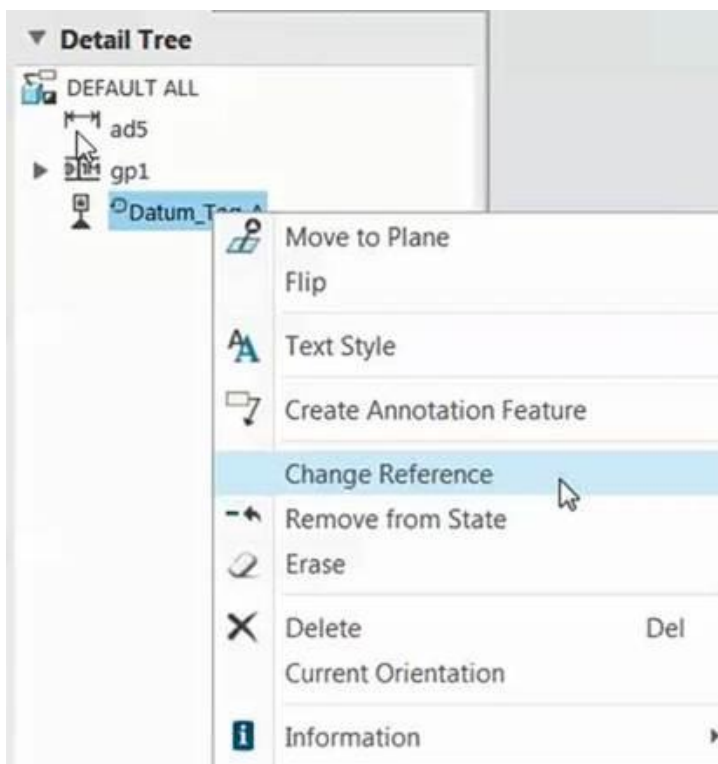 Detail Tree
DEFAULT ALL
ad5
gp1
Datum_Tag_A
Move to Plane
Flip
Text Style
Create Annotation Feature
Change Reference
Remove from State
Erase
Delete Del
Current Orientation
Information